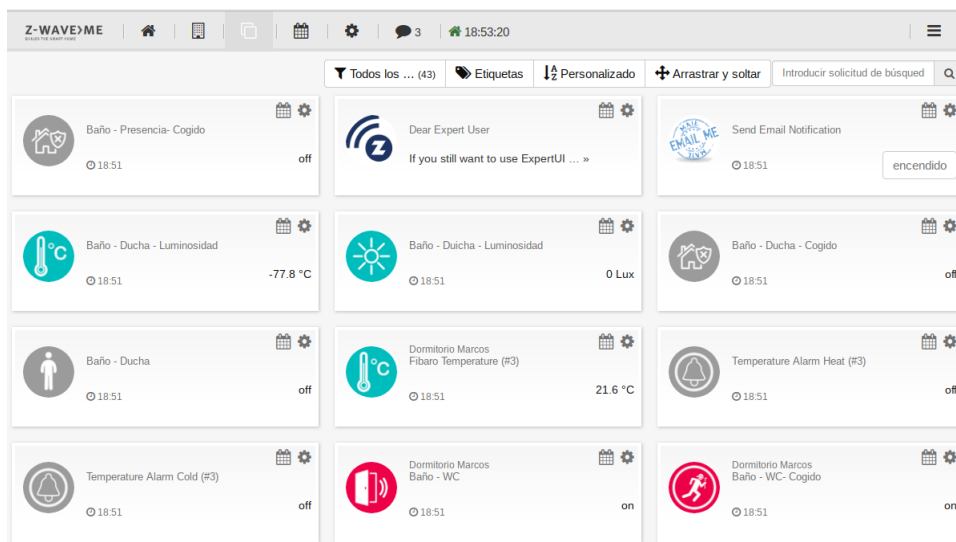 Z-WAVE>ME
3
18:53:20
Todos los ... (43)
Etiquetas
Personalizado
Arrastrar y soltar
Introducir solicitud de búsqued
Baño - Presencia- Cogido
18:51
off
Dear Expert User
If you still want to use ExpertUI ... »
Send Email Notification
18:51
encendido
Baño - Ducha - Luminosidad
18:51
-77.8 °C
Baño - Duicha - Luminosidad
18:51
0 Lux
Baño - Ducha - Cogido
18:51
off
Baño - Ducha
18:51
off
Dormitorio Marcos
Fibaro Temperature (#3)
18:51
21.6 °C
Temperature Alarm Heat (#3)
18:51
off
Temperature Alarm Cold (#3)
18:51
off
Dormitorio Marcos
Baño - WC
18:51
on
Dormitorio Marcos
Baño - WC- Cogido
18:51
on